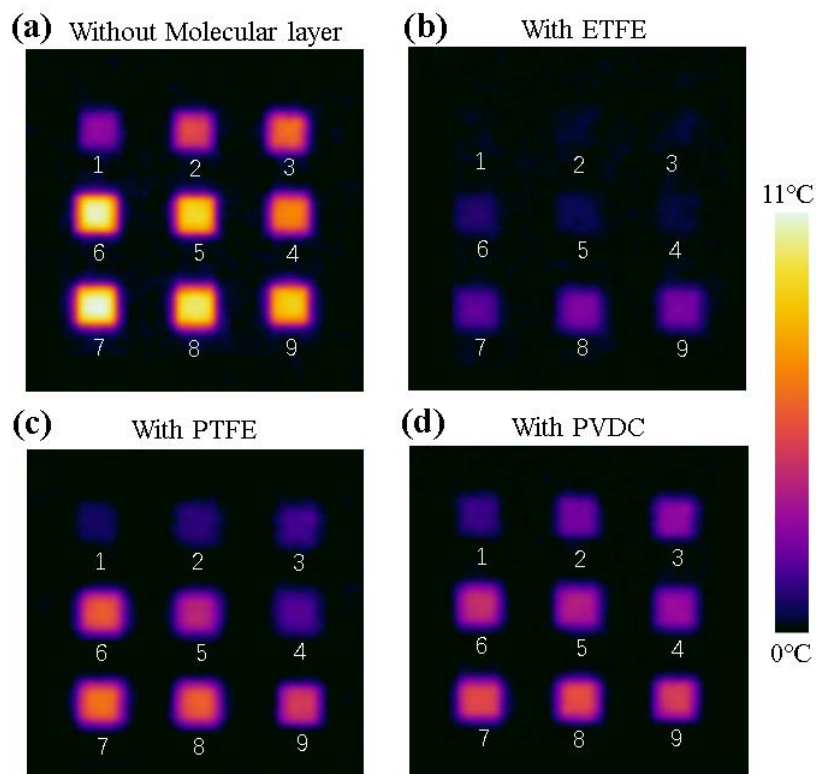 (a) Without Molecular layer
1 2 3
6 5 4
7 8 9
(b) With ETFE
1 2 3
6 5 4
7 8 9
(c) With PTFE
1 2 3
6 5 4
7 8 9
(d) With PVDC
1 2 3
6 5 4
7 8 9
11°C
0°C